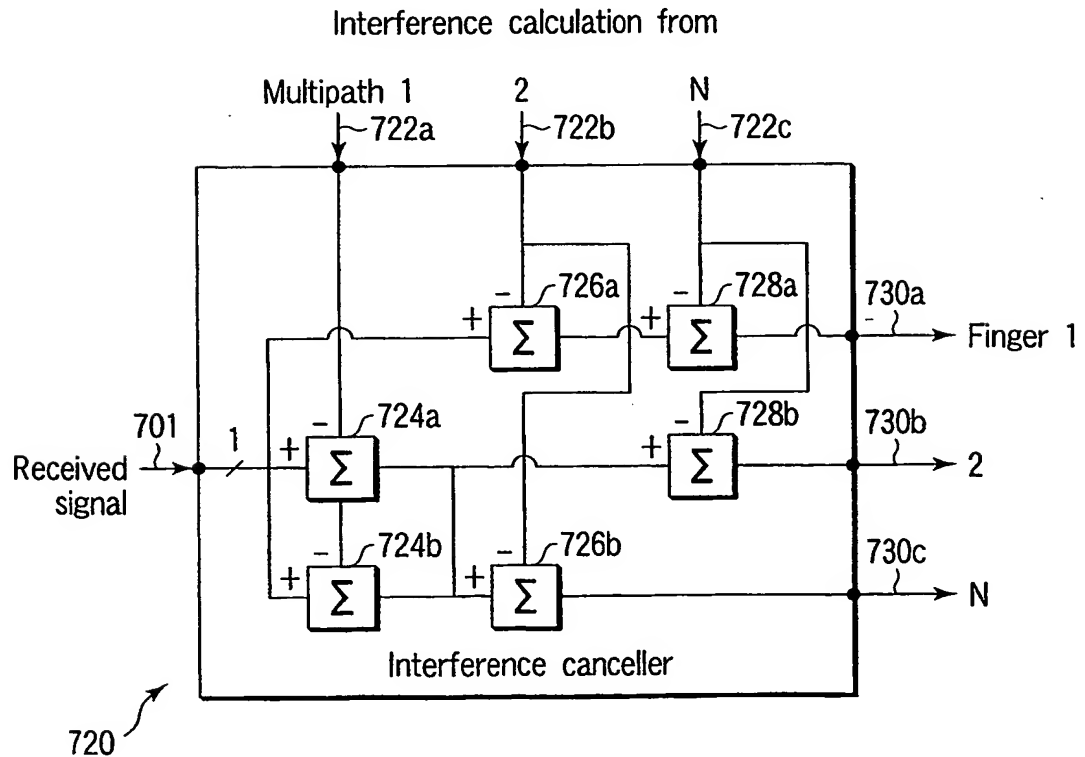 Interference calculation from
Multipath 1 2 N
722a 722b 722c
726a 728a 730a
- -
+ Σ + Σ Finger 1
724a 728b 730b
701 1 - -
Received signal + Σ + Σ 2
724b 726b 730c
- -
+ Σ + Σ N
Interference canceller
720